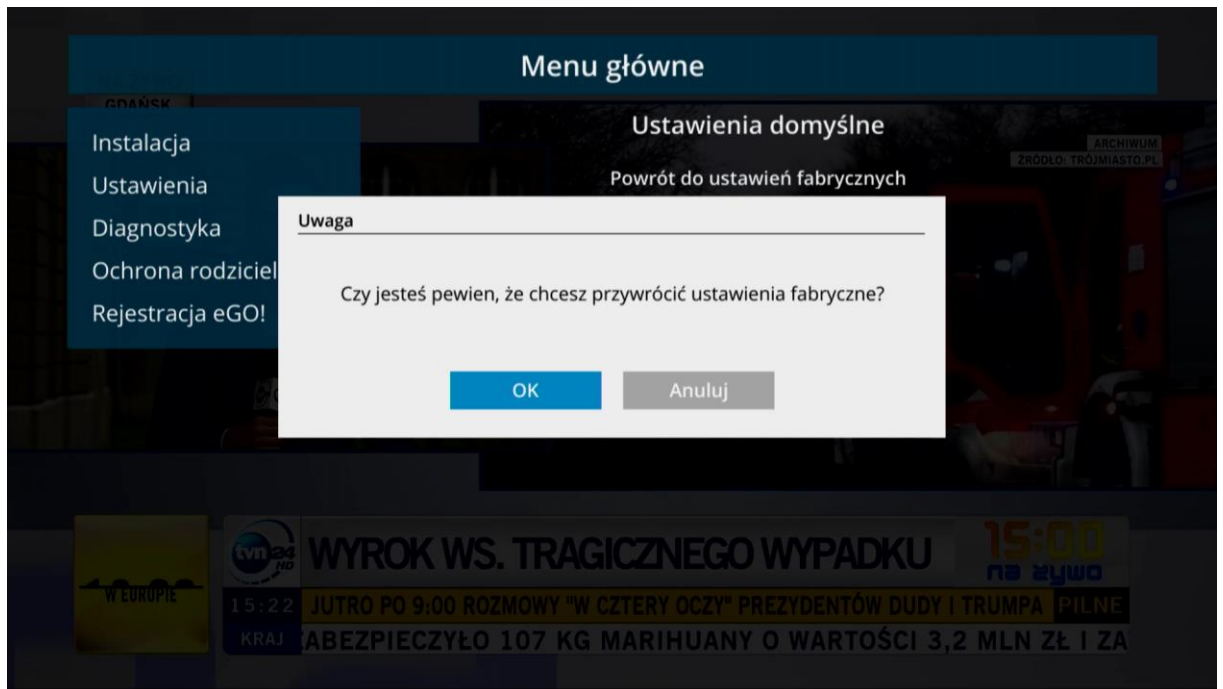 Menu główne
GDAŃSK
Instalacja
Ustawienia
Diagnostyka
Ochrona rodziciel
Rejestracja eGO!
Ustawienia domyślne
Powrót do ustawień fabrycznych
ARCHIWUM
ŹRÓDŁO: TRÓJMIASTO.PL
Uwaga
Czy jesteś pewien, że chcesz przywrócić ustawienia fabryczne?
OK
Anuluj
W EUROPIE
tvn24
HD
WYROK WS. TRAGICZNEGO WYPADKU
15:00
na żywo
15:22 JUTRO PO 9:00 ROZMOWY "W CZTERY OCZY" PREZYDENTÓW DUDY I TRUMPA PILNE
KRAJ ZABEZPIECZYŁO 107 KG MARIHUANY O WARTOŚCI 3,2 MLN ZŁ I ZA